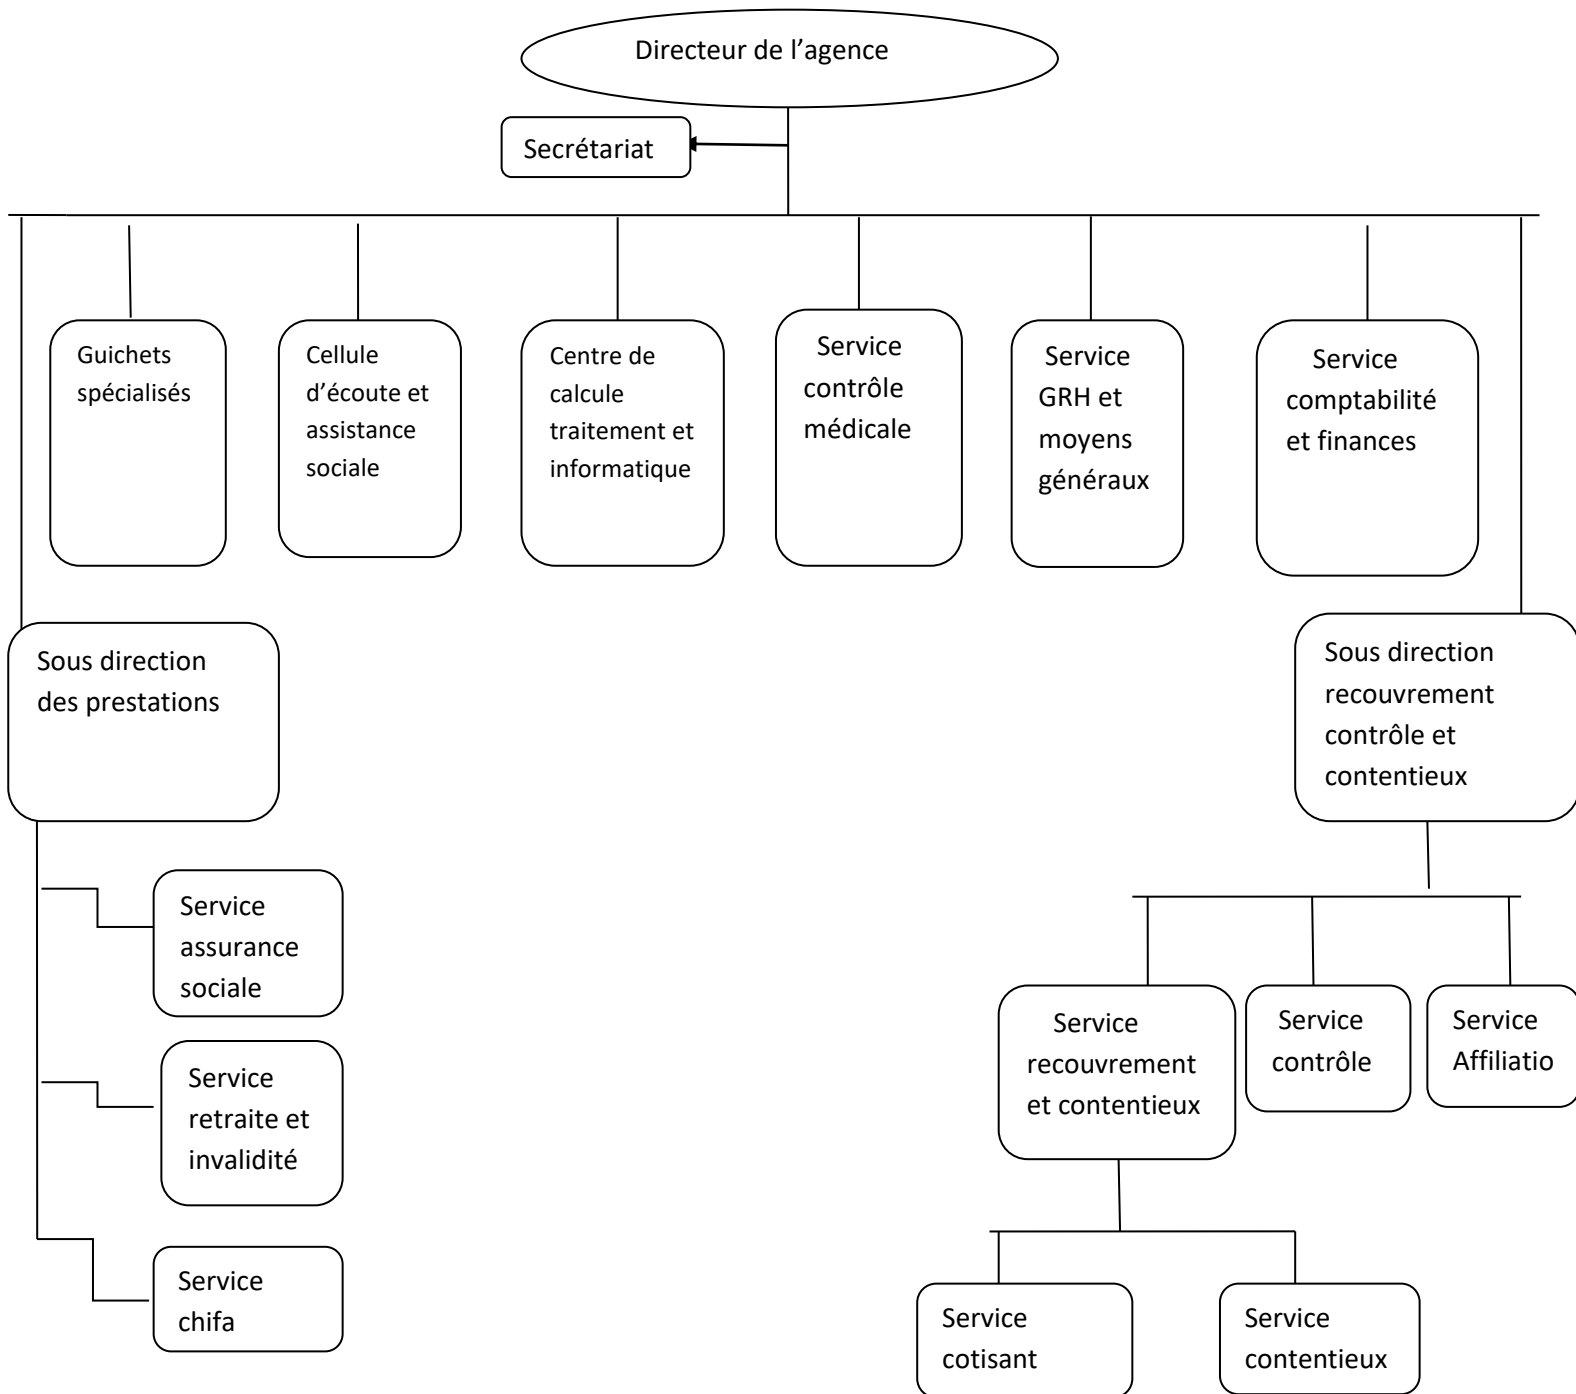 Directeur de l’agence
Secrétariat
Guichets
spécialisés
Cellule
d’écoute et
assistance
sociale
Centre de
calcule
traitement et
informatique
Service
contrôle
médicale
Service
GRH et
moyens
généraux
Service
comptabilité
et finances
Sous direction
des prestations
Sous direction
recouvrement
contrôle et
contentieux
Service
assurance
sociale
Service
retraite et
invalidité
Service
chifa
Service
recouvrement
et contentieux
Service
contrôle
Service
Affiliatio
Service
cotisant
Service
contentieux